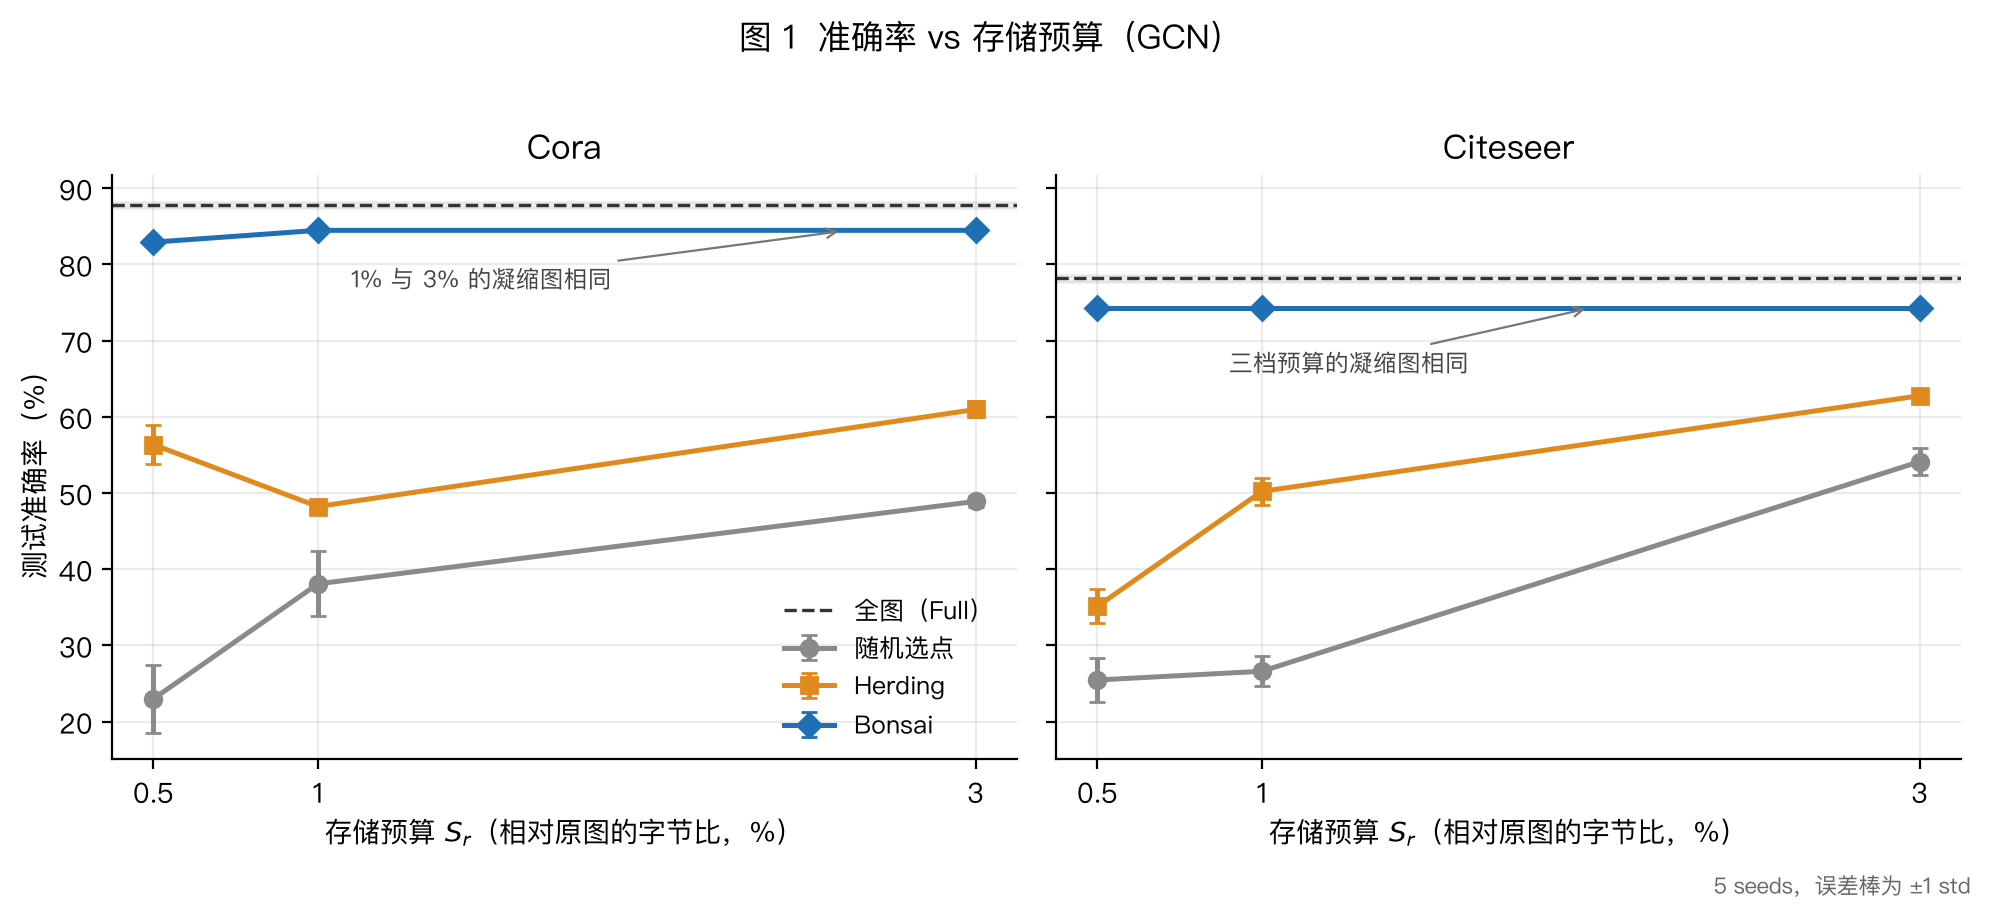 图 1  准确率 vs 存储预算（GCN）
Cora
Citeseer
测试准确率（%）
90
80
70
60
50
40
30
20
1% 与 3% 的凝缩图相同
三档预算的凝缩图相同
全图（Full）
随机选点
Herding
Bonsai
0.5
1
3
0.5
1
3
存储预算 Sᵣ（相对原图的字节比，%）
存储预算 Sᵣ（相对原图的字节比，%）
5 seeds，误差棒为 ±1 std